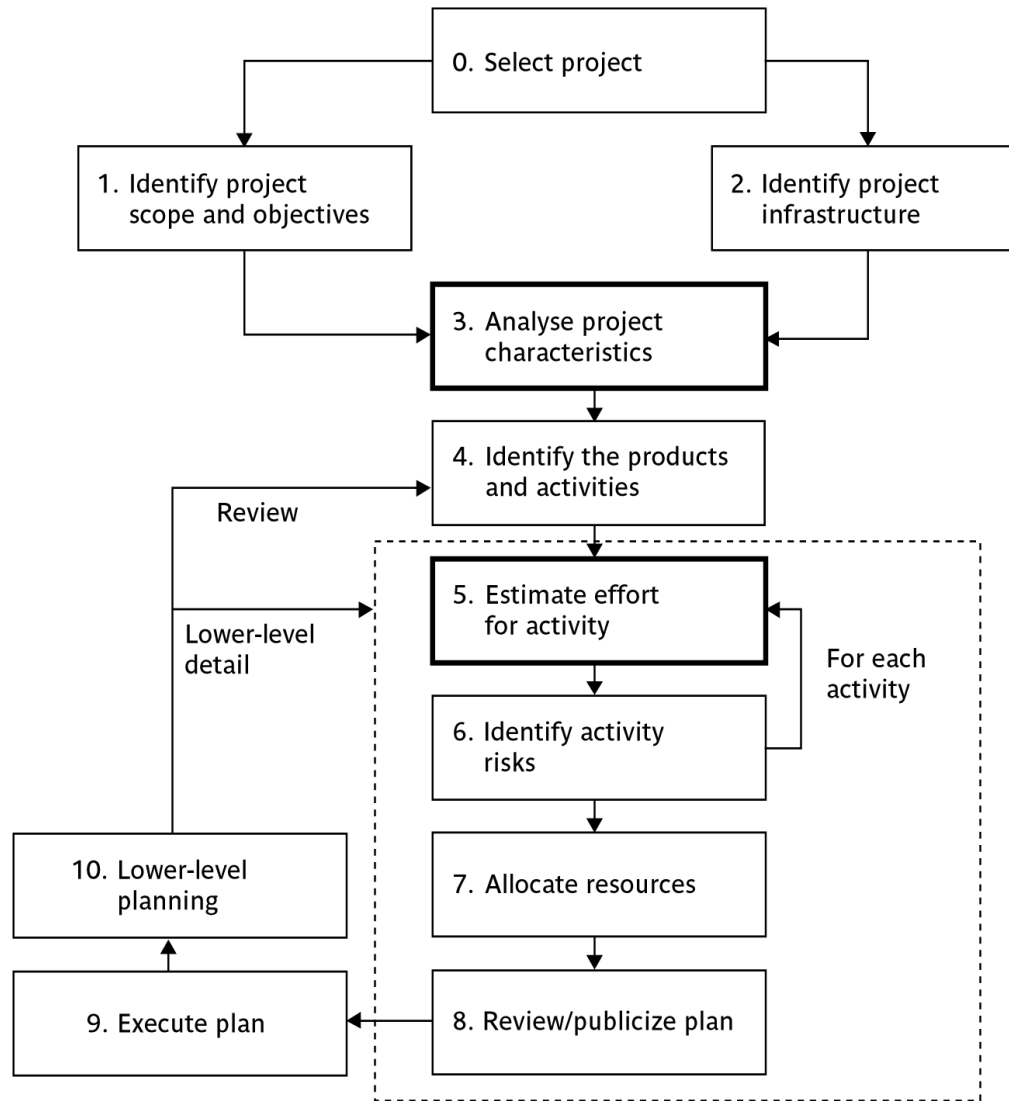 0. Select project
1. Identify project
scope and objectives
2. Identify project
infrastructure
3. Analyse project
characteristics
4. Identify the products
and activities
Review
5. Estimate effort
for activity
Lower-level
detail
For each
activity
6. Identify activity
risks
7. Allocate resources
10. Lower-level
planning
8. Review/publicize plan
9. Execute plan